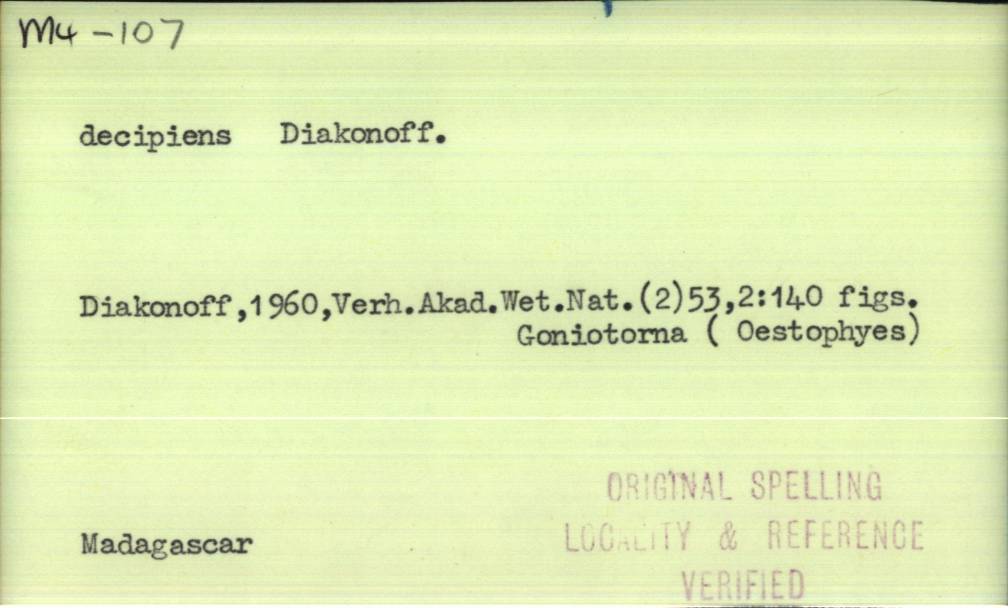 M4-107
decipiens Diakonoff.
Diakonoff,1960,Verh.Akad.Wet.Nat.(2)53,2:140 figs.
Goniotorna ( Oestophyes)
ORIGINAL SPELLING
LOCALITY & REFERENCE
Madagascar
VERIFIED